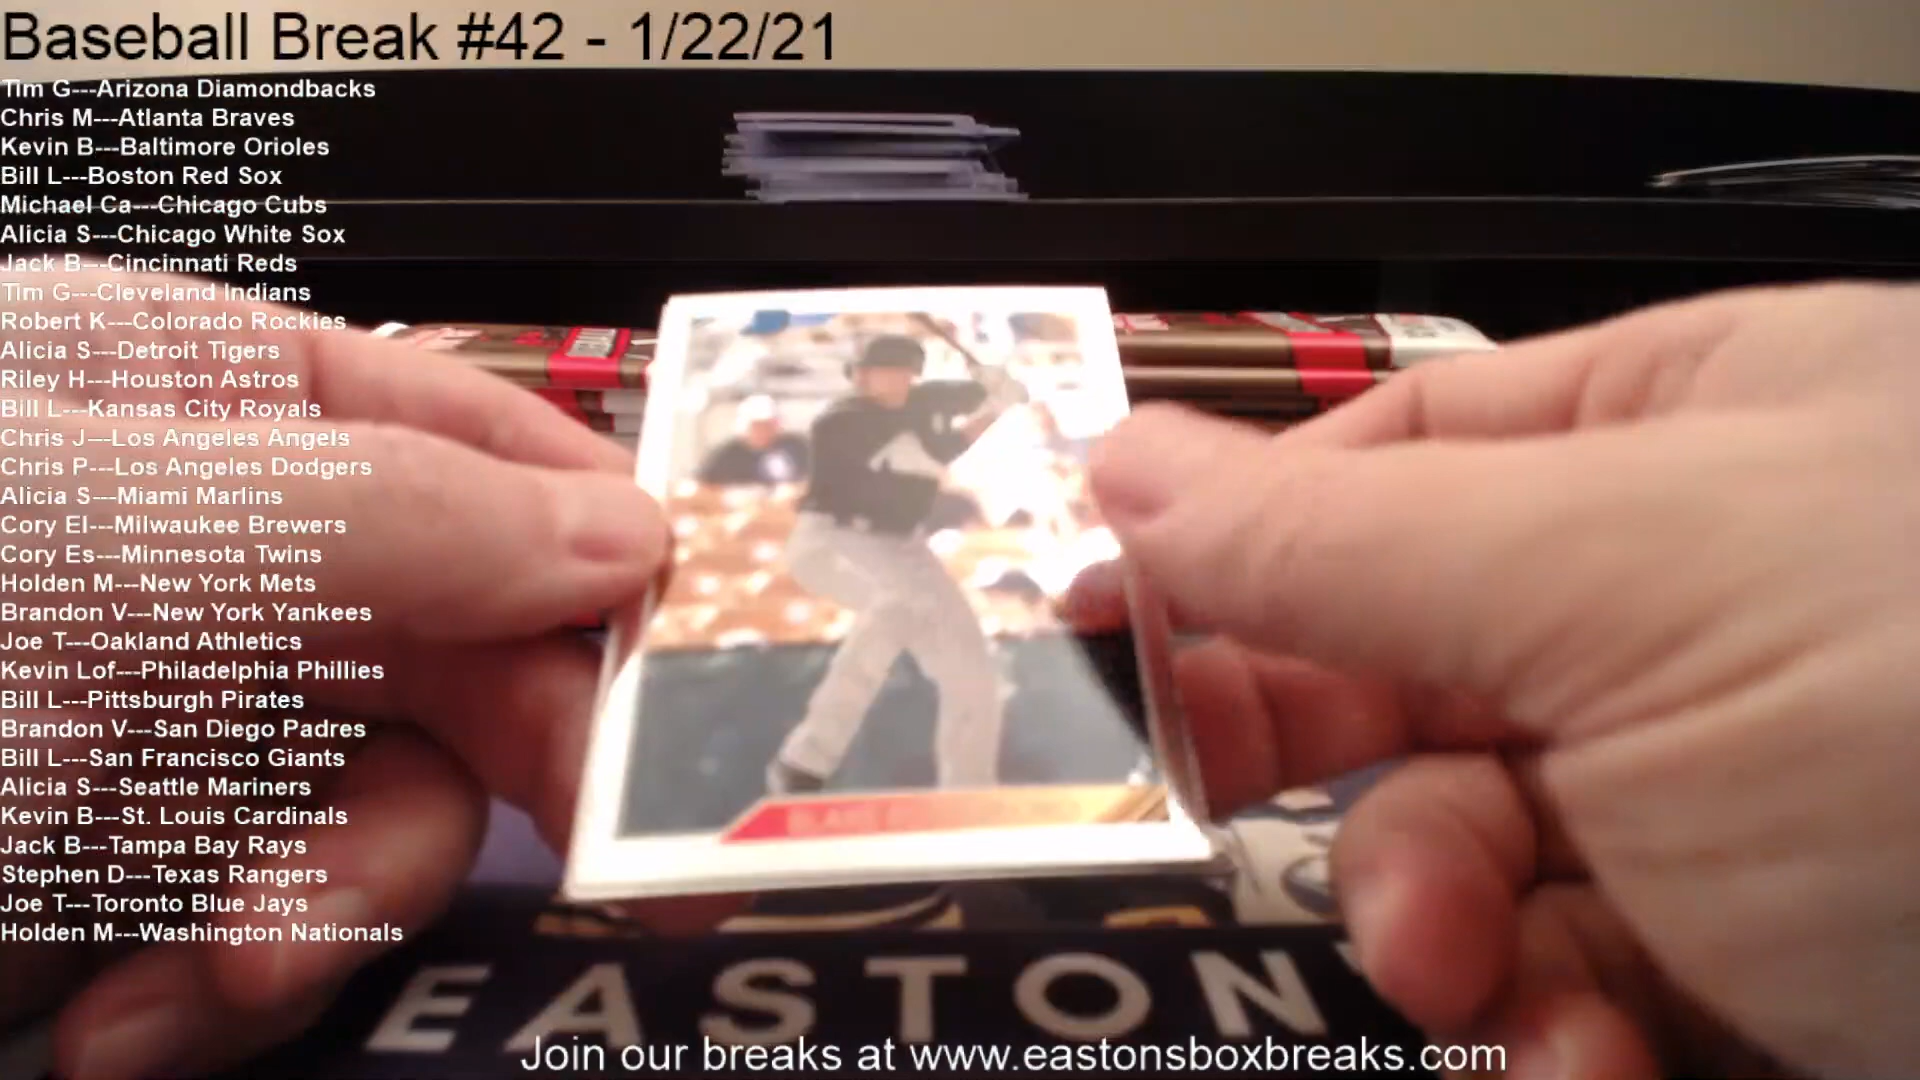 Baseball Break #42 - 1/22/21
Tim G---Arizona Diamondbacks
Chris M---Atlanta Braves
Kevin B---Baltimore Orioles
Bill L---Boston Red Sox
Michael Ca---Chicago Cubs
Alicia S---Chicago White Sox
Jack B---Cincinnati Reds
Tim G---Cleveland Indians
Robert K---Colorado Rockies
Alicia S---Detroit Tigers
Riley H---Houston Astros
Bill L---Kansas City Royals
Chris J---Los Angeles Angels
Chris P---Los Angeles Dodgers
Alicia S---Miami Marlins
Cory El---Milwaukee Brewers
Cory Es---Minnesota Twins
Holden M---New York Mets
Brandon V---New York Yankees
Joe T---Oakland Athletics
Kevin Lof---Philadelphia Phillies
Bill L---Pittsburgh Pirates
Brandon V---San Diego Padres
Bill L---San Francisco Giants
Alicia S---Seattle Mariners
Kevin B---St. Louis Cardinals
Jack B---Tampa Bay Rays
Stephen D---Texas Rangers
Joe T---Toronto Blue Jays
Holden M---Washington Nationals
EASTON'
Join our breaks at www.eastonsboxbreaks.com